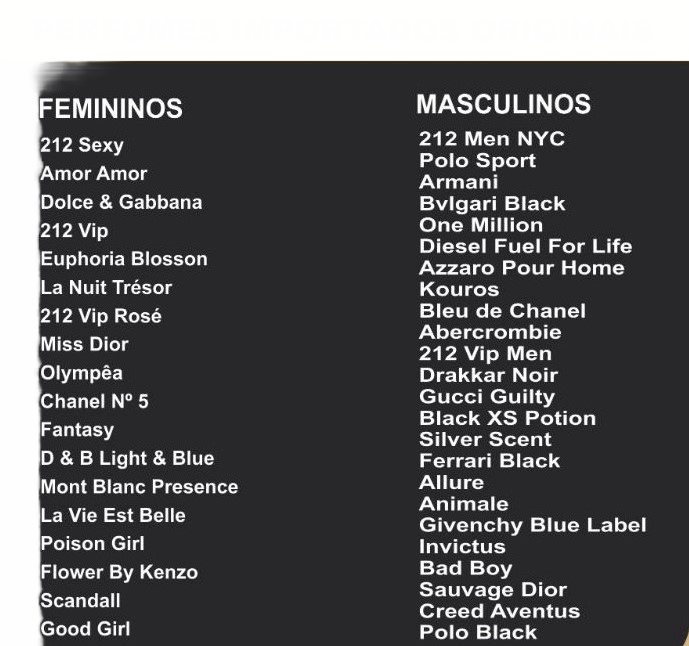 FEMININOS
212 Sexy
Amor Amor
Dolce & Gabbana
212 Vip
Euphoria Blosson
La Nuit Trésor
212 Vip Rosé
Miss Dior
Olympêa
Chanel Nº 5
Fantasy
D & B Light & Blue
Mont Blanc Presence
La Vie Est Belle
Poison Girl
Flower By Kenzo
Scandall
Good Girl
MASCULINOS
212 Men NYC
Polo Sport
Armani
Bvlgari Black
One Million
Diesel Fuel For Life
Azzaro Pour Home
Kouros
Bleu de Chanel
Abercrombie
212 Vip Men
Drakkar Noir
Gucci Guilty
Black XS Potion
Silver Scent
Ferrari Black
Allure
Animale
Givenchy Blue Label
Invictus
Bad Boy
Sauvage Dior
Creed Aventus
Polo Black